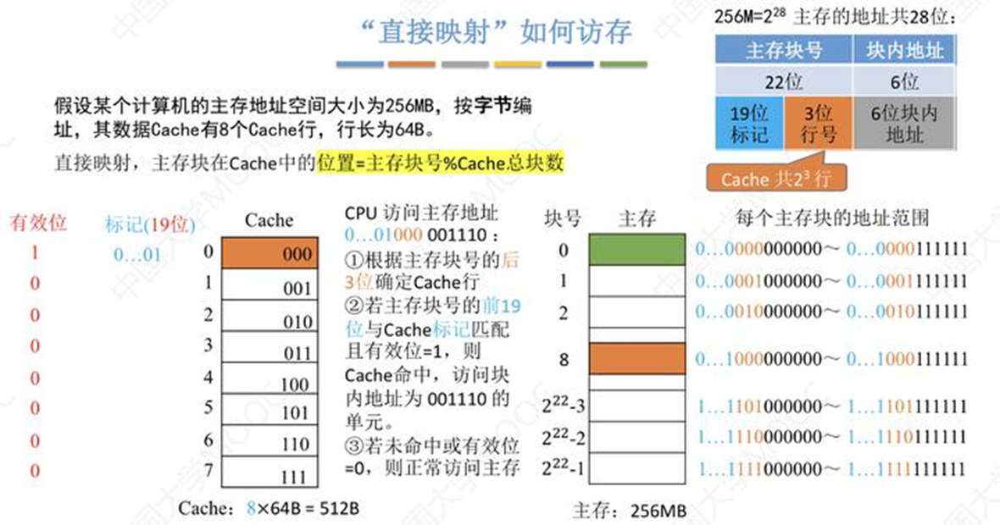 “直接映射”如何访存
256M=2²⁸ 主存的地址共28位：
主存块号 块内地址
22位 6位
19位标记 3位行号 6位块内地址
Cache 共2³ 行
假设某个计算机的主存地址空间大小为256MB，按字节编
址，其数据Cache有8个Cache行，行长为64B。
直接映射，主存块在Cache中的位置=主存块号%Cache总块数
有效位 标记(19位) Cache
1 0…01 0 000
0 1 001
0 2 010
0 3 011
0 4 100
0 5 101
0 6 110
0 7 111
Cache：8×64B = 512B
CPU 访问主存地址
0…01000 001110：
①根据主存块号的后
3位确定Cache行
②若主存块号的前19
位与Cache标记匹配
且有效位=1，则
Cache命中，访问块
内地址为 001110 的
单元。
③若未命中或有效位
=0，则正常访问主存
块号 主存 每个主存块的地址范围
0 0…0000000000～ 0…0000111111
1 0…0001000000～ 0…0001111111
2 0…0010000000～ 0…0010111111
8 0…1000000000～ 0…1000111111
2²²-3 1…1101000000～ 1…1101111111
2²²-2 1…1110000000～ 1…1110111111
2²²-1 1…1111000000～ 1…1111111111
主存：256MB